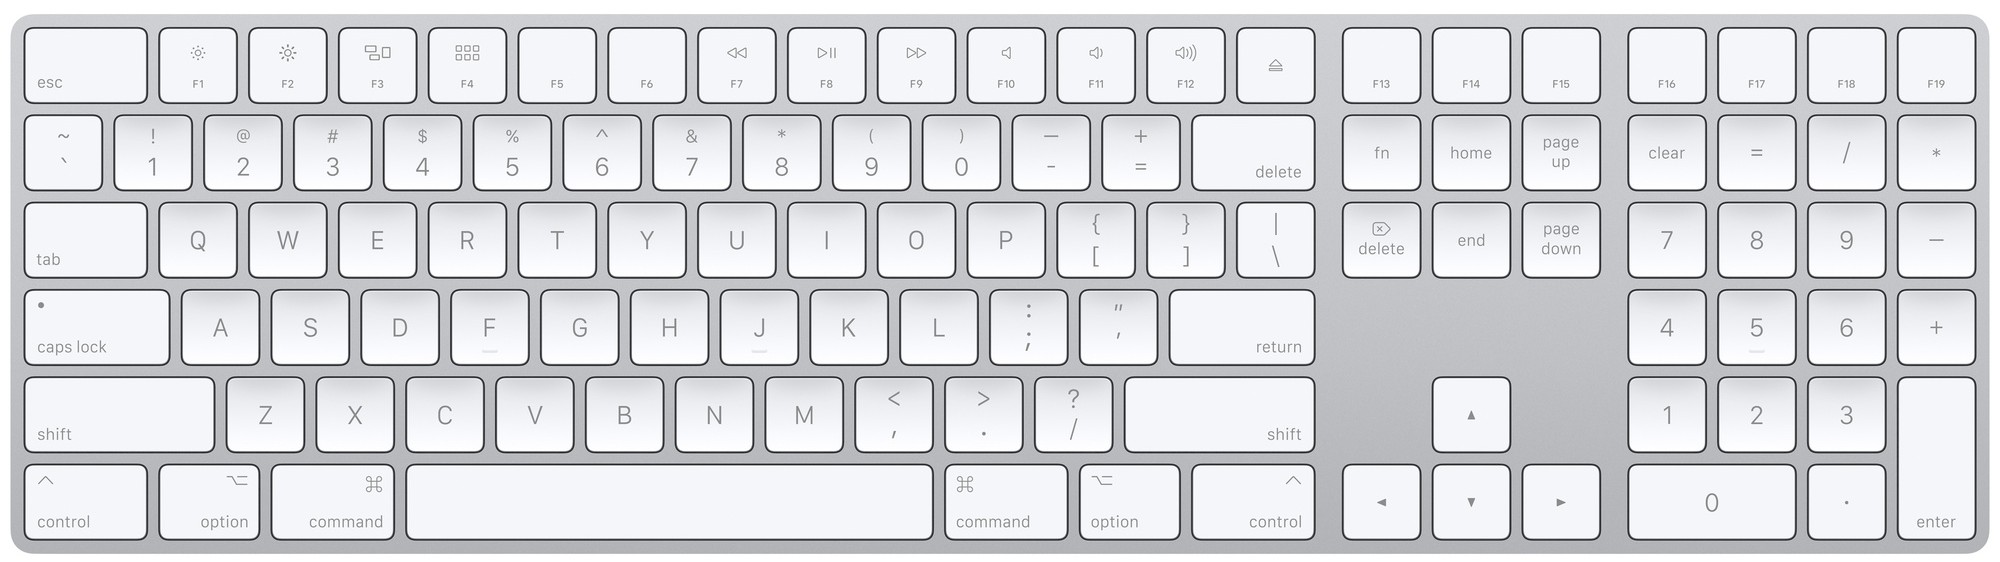 esc F1 F2 F3 F4 F5 F6 F7 F8 F9 F10 F11 F12 F13 F14 F15 F16 F17 F18 F19
~ ! @ # $ % ^ & * ( ) — +
` 1 2 3 4 5 6 7 8 9 0 - = delete fn home page up clear = / *
tab Q W E R T Y U I O P { [ } ] | \ delete end page down 7 8 9 −
caps lock A S D F G H J K L : ; " ' return 4 5 6 +
shift Z X C V B N M < , > . ? / shift 1 2 3
control option command command option control 0 . enter